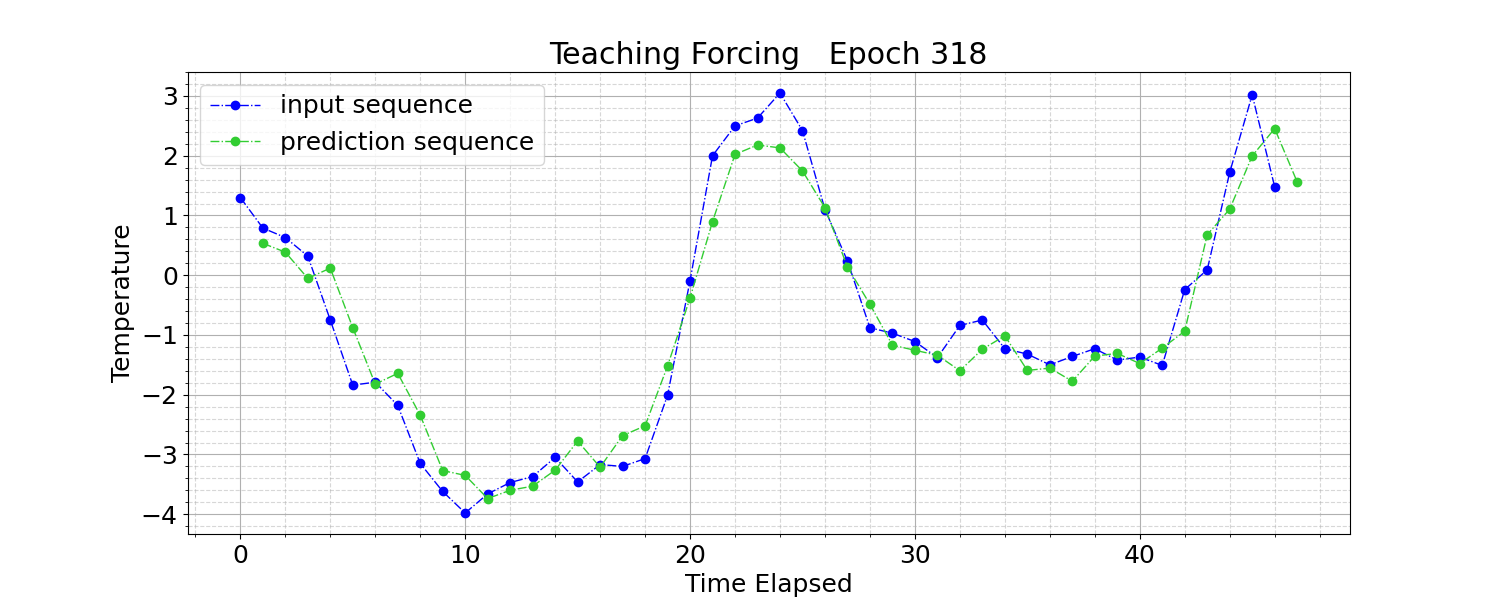 Teaching Forcing   Epoch 318
input sequence
prediction sequence
Temperature
3
2
1
0
−1
−2
−3
−4
0 10 20 30 40
Time Elapsed